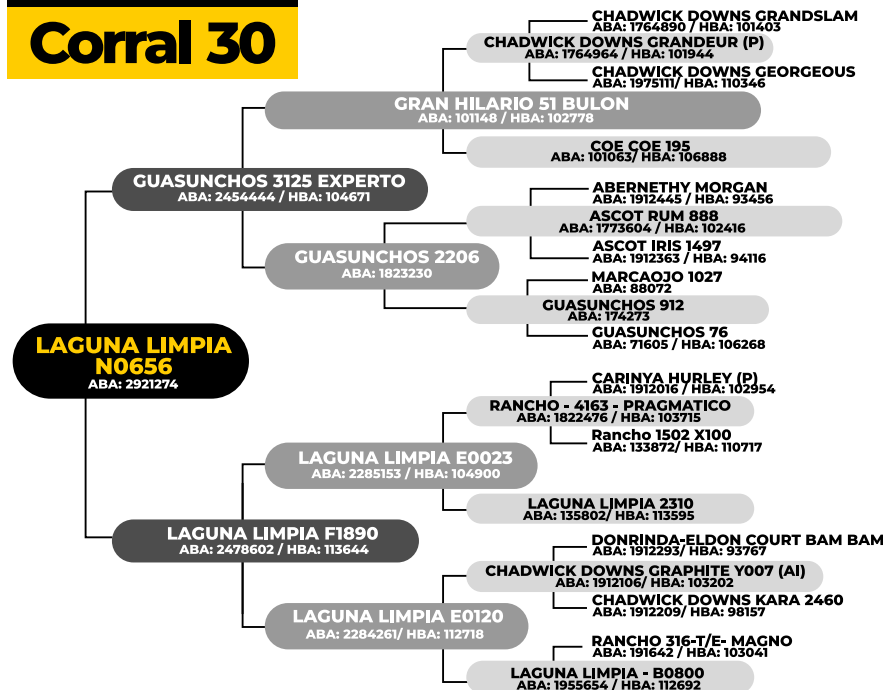 Corral 30
CHADWICK DOWNS GRANDSLAM
ABA: 1764890 / HBA: 101403
CHADWICK DOWNS GRANDEUR (P)
ABA: 1764964 / HBA: 101944
CHADWICK DOWNS GEORGEOUS
ABA: 1975111/ HBA: 110346
GRAN HILARIO 51 BULON
ABA: 101148 / HBA: 102778
COE COE 195
ABA: 101063/ HBA: 106888
GUASUNCHOS 3125 EXPERTO
ABA: 2454444 / HBA: 104671
ABERNETHY MORGAN
ABA: 1912445 / HBA: 93456
ASCOT RUM 888
ABA: 1773604 / HBA: 102416
ASCOT IRIS 1497
ABA: 1912363 / HBA: 94116
GUASUNCHOS 2206
ABA: 1823230
MARCAOJO 1027
ABA: 88072
GUASUNCHOS 912
ABA: 174273
GUASUNCHOS 76
ABA: 71605 / HBA: 106268
LAGUNA LIMPIA
N0656
ABA: 2921274
CARINYA HURLEY (P)
ABA: 1912016 / HBA: 102954
RANCHO - 4163 - PRAGMATICO
ABA: 1822476 / HBA: 103715
Rancho 1502 X100
ABA: 133872/ HBA: 110717
LAGUNA LIMPIA E0023
ABA: 2285153 / HBA: 104900
LAGUNA LIMPIA 2310
ABA: 135802/ HBA: 113595
LAGUNA LIMPIA F1890
ABA: 2478602 / HBA: 113644
DONRINDA-ELDON COURT BAM BAM
ABA: 1912293/ HBA: 93767
CHADWICK DOWNS GRAPHITE Y007 (AI)
ABA: 1912106/ HBA: 103202
CHADWICK DOWNS KARA 2460
ABA: 1912209/ HBA: 98157
LAGUNA LIMPIA E0120
ABA: 2284261/ HBA: 112718
RANCHO 316-T/E- MAGNO
ABA: 191642 / HBA: 103041
LAGUNA LIMPIA - B0800
ABA: 1955654 / HBA: 112692